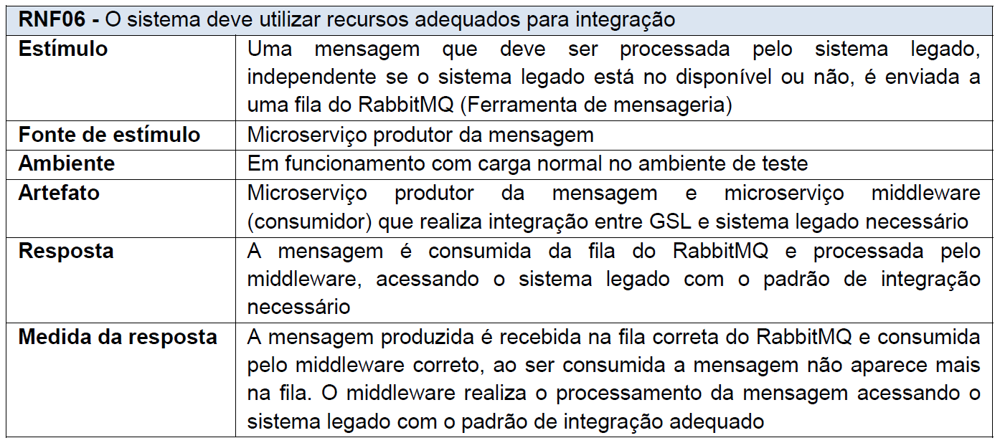 RNF06 - O sistema deve utilizar recursos adequados para integração
Estímulo
Uma mensagem que deve ser processada pelo sistema legado,
independente se o sistema legado está no disponível ou não, é enviada a
uma fila do RabbitMQ (Ferramenta de mensageria)
Fonte de estímulo
Microserviço produtor da mensagem
Ambiente
Em funcionamento com carga normal no ambiente de teste
Artefato
Microserviço produtor da mensagem e microserviço middleware
(consumidor) que realiza integração entre GSL e sistema legado necessário
Resposta
A mensagem é consumida da fila do RabbitMQ e processada pelo
middleware, acessando o sistema legado com o padrão de integração
necessário
Medida da resposta
A mensagem produzida é recebida na fila correta do RabbitMQ e consumida
pelo middleware correto, ao ser consumida a mensagem não aparece mais
na fila. O middleware realiza o processamento da mensagem acessando o
sistema legado com o padrão de integração adequado